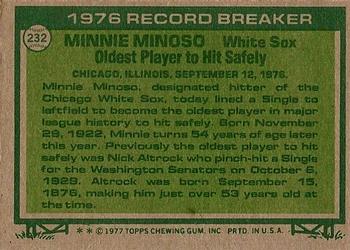 1976 RECORD BREAKER
232
MINNIE MINOSO White Sox
Oldest Player to Hit Safely
CHICAGO, ILLINOIS, SEPTEMBER 12, 1976.
Minnie Minoso, designated hitter of the
Chicago White Sox, today lined a Single to
leftfield to become the oldest player in major
league history to hit safely. Born November
29, 1922, Minnie turns 54 years of age later
this year. Previously the oldest player to hit
safely was Nick Altrock who pinch-hit a Single
for the Washington Senators on October 6,
1929. Altrock was born September 15,
1876, making him just over 53 years old at
the time.
** © 1977 TOPPS CHEWING GUM, INC PRTD. IN U.S.A.